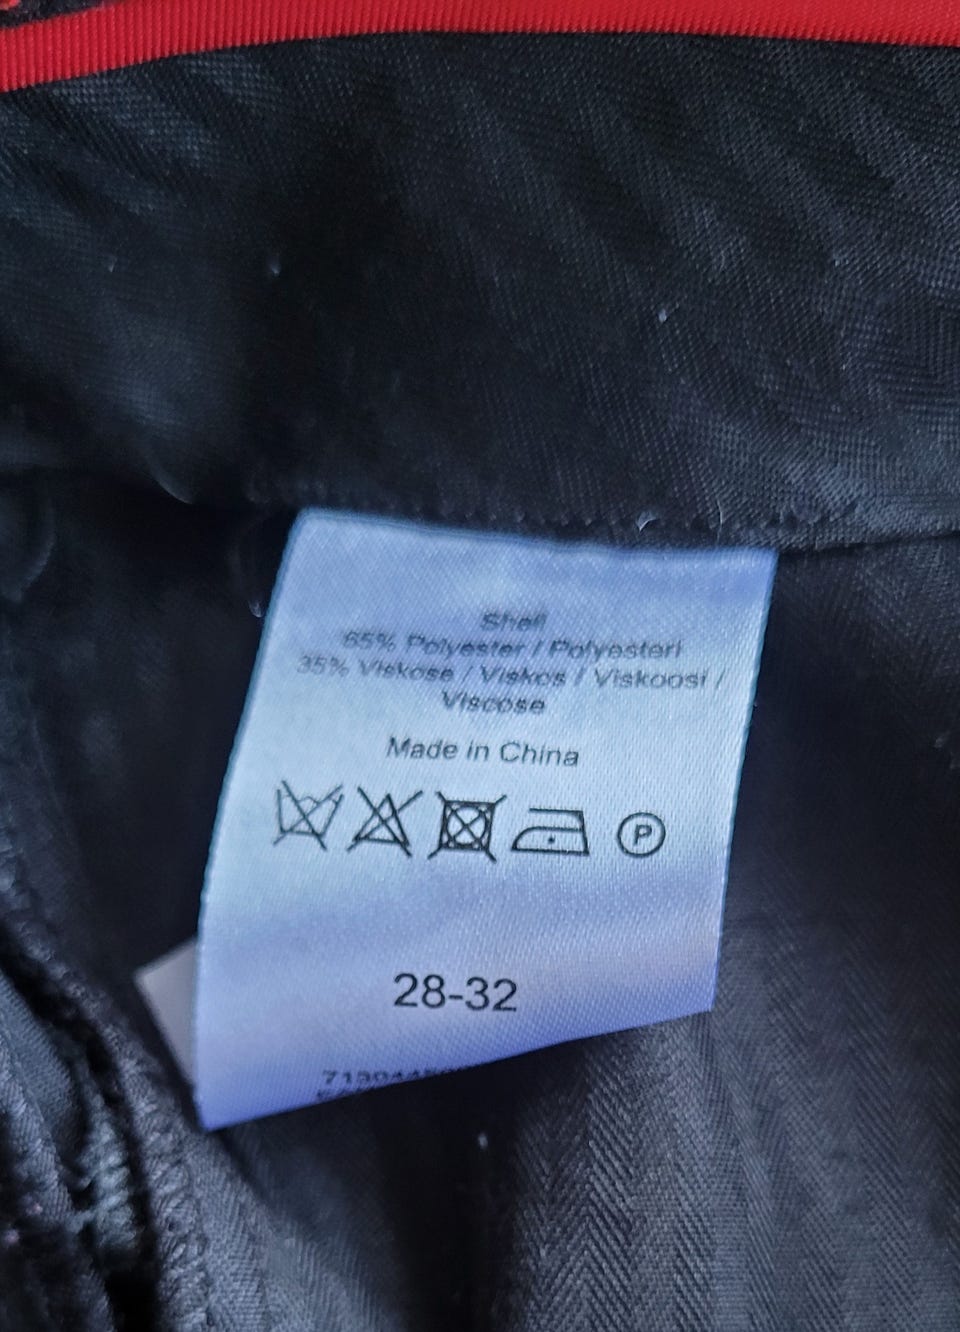 Shell
65% Polyester / Polyesteri
35% Viskose / Viskos / Viskoosi /
Viscose
Made in China
P
28-32